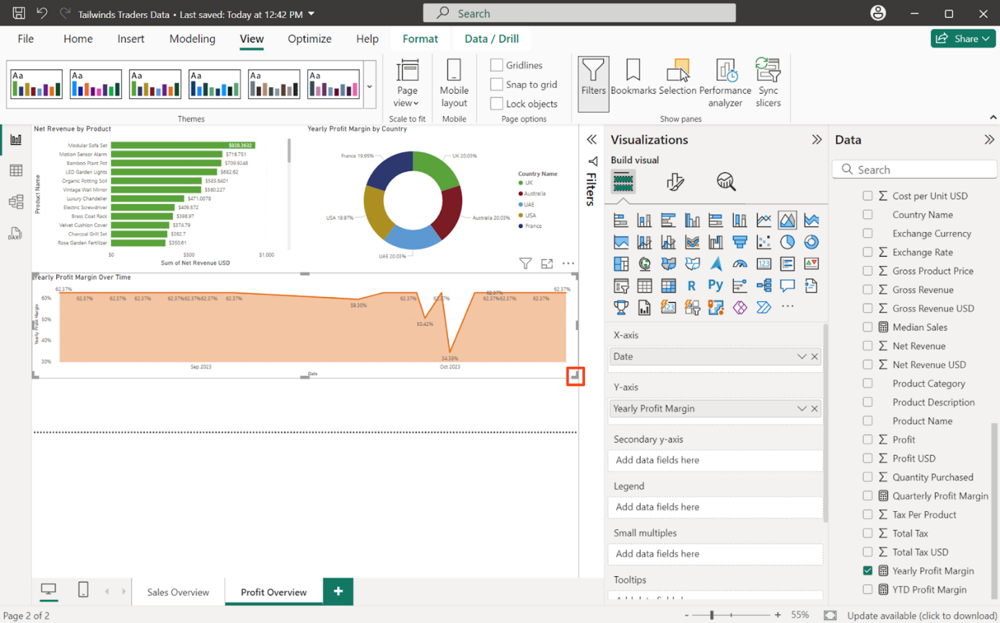 Tailwinds Traders Data • Last saved: Today at 12:42 PM
Search
File Home Insert Modeling View Optimize Help Format Data / Drill
Share
Aa Aa Aa Aa Aa Aa
Themes
Page view
Scale to fit
Mobile layout
Mobile
Gridlines
Snap to grid
Lock objects
Page options
Filters
Bookmarks
Selection
Performance analyzer
Sync slicers
Show panes
DAX
Net Revenue by Product
Product Name
Modular Sofa Set $928.3632
Motion Sensor Alarm $716.751
Bamboo Plant Pot $709.9248
LED Garden Lights $682.62
Organic Potting Soil $583.6401
Vintage Wall Mirror $580.227
Luxury Chandelier $471.0078
Electric Screwdriver $409.572
Brass Coat Rack $398.97
Velvet Cushion Cover $374.79
Charcoal Grill Set $362.7
Rose Garden Fertilizer $350.61
$0 $500 $1,000
Sum of Net Revenue USD
Yearly Profit Margin by Country
France 19.95%
UK 20.03%
USA 19.97%
Australia 20.03%
UAE 20.03%
Country Name
UK
Australia
UAE
USA
France
Yearly Profit Margin Over Time
Yearly Profit Margin
60%
50%
40%
30%
62.37% 62.37%
62.37% 62.37% 62.37% 62.37%62.37%62.37% 62.37% 62.37% 62.37% 62.37% 62.37%62.37% 62.37%
59.30%
50.42%
34.38%
Sep 2023 Oct 2023
Date
Filters
Visualizations
Build visual
123
R
Py
123
X-axis
Date
Y-axis
Yearly Profit Margin
Secondary y-axis
Add data fields here
Legend
Add data fields here
Small multiples
Add data fields here
Tooltips
Add data fields here
Data
Search
Cost per Unit USD
Country Name
Exchange Currency
Exchange Rate
Gross Product Price
Gross Revenue
Gross Revenue USD
Median Sales
Net Revenue
Net Revenue USD
Product Category
Product Description
Product Name
Profit
Profit USD
Quantity Purchased
Quarterly Profit Margin
Tax Per Product
Total Tax
Total Tax USD
Yearly Profit Margin
YTD Profit Margin
Sales Overview
Profit Overview
+
Page 2 of 2
- + 55%
Update available (click to download)